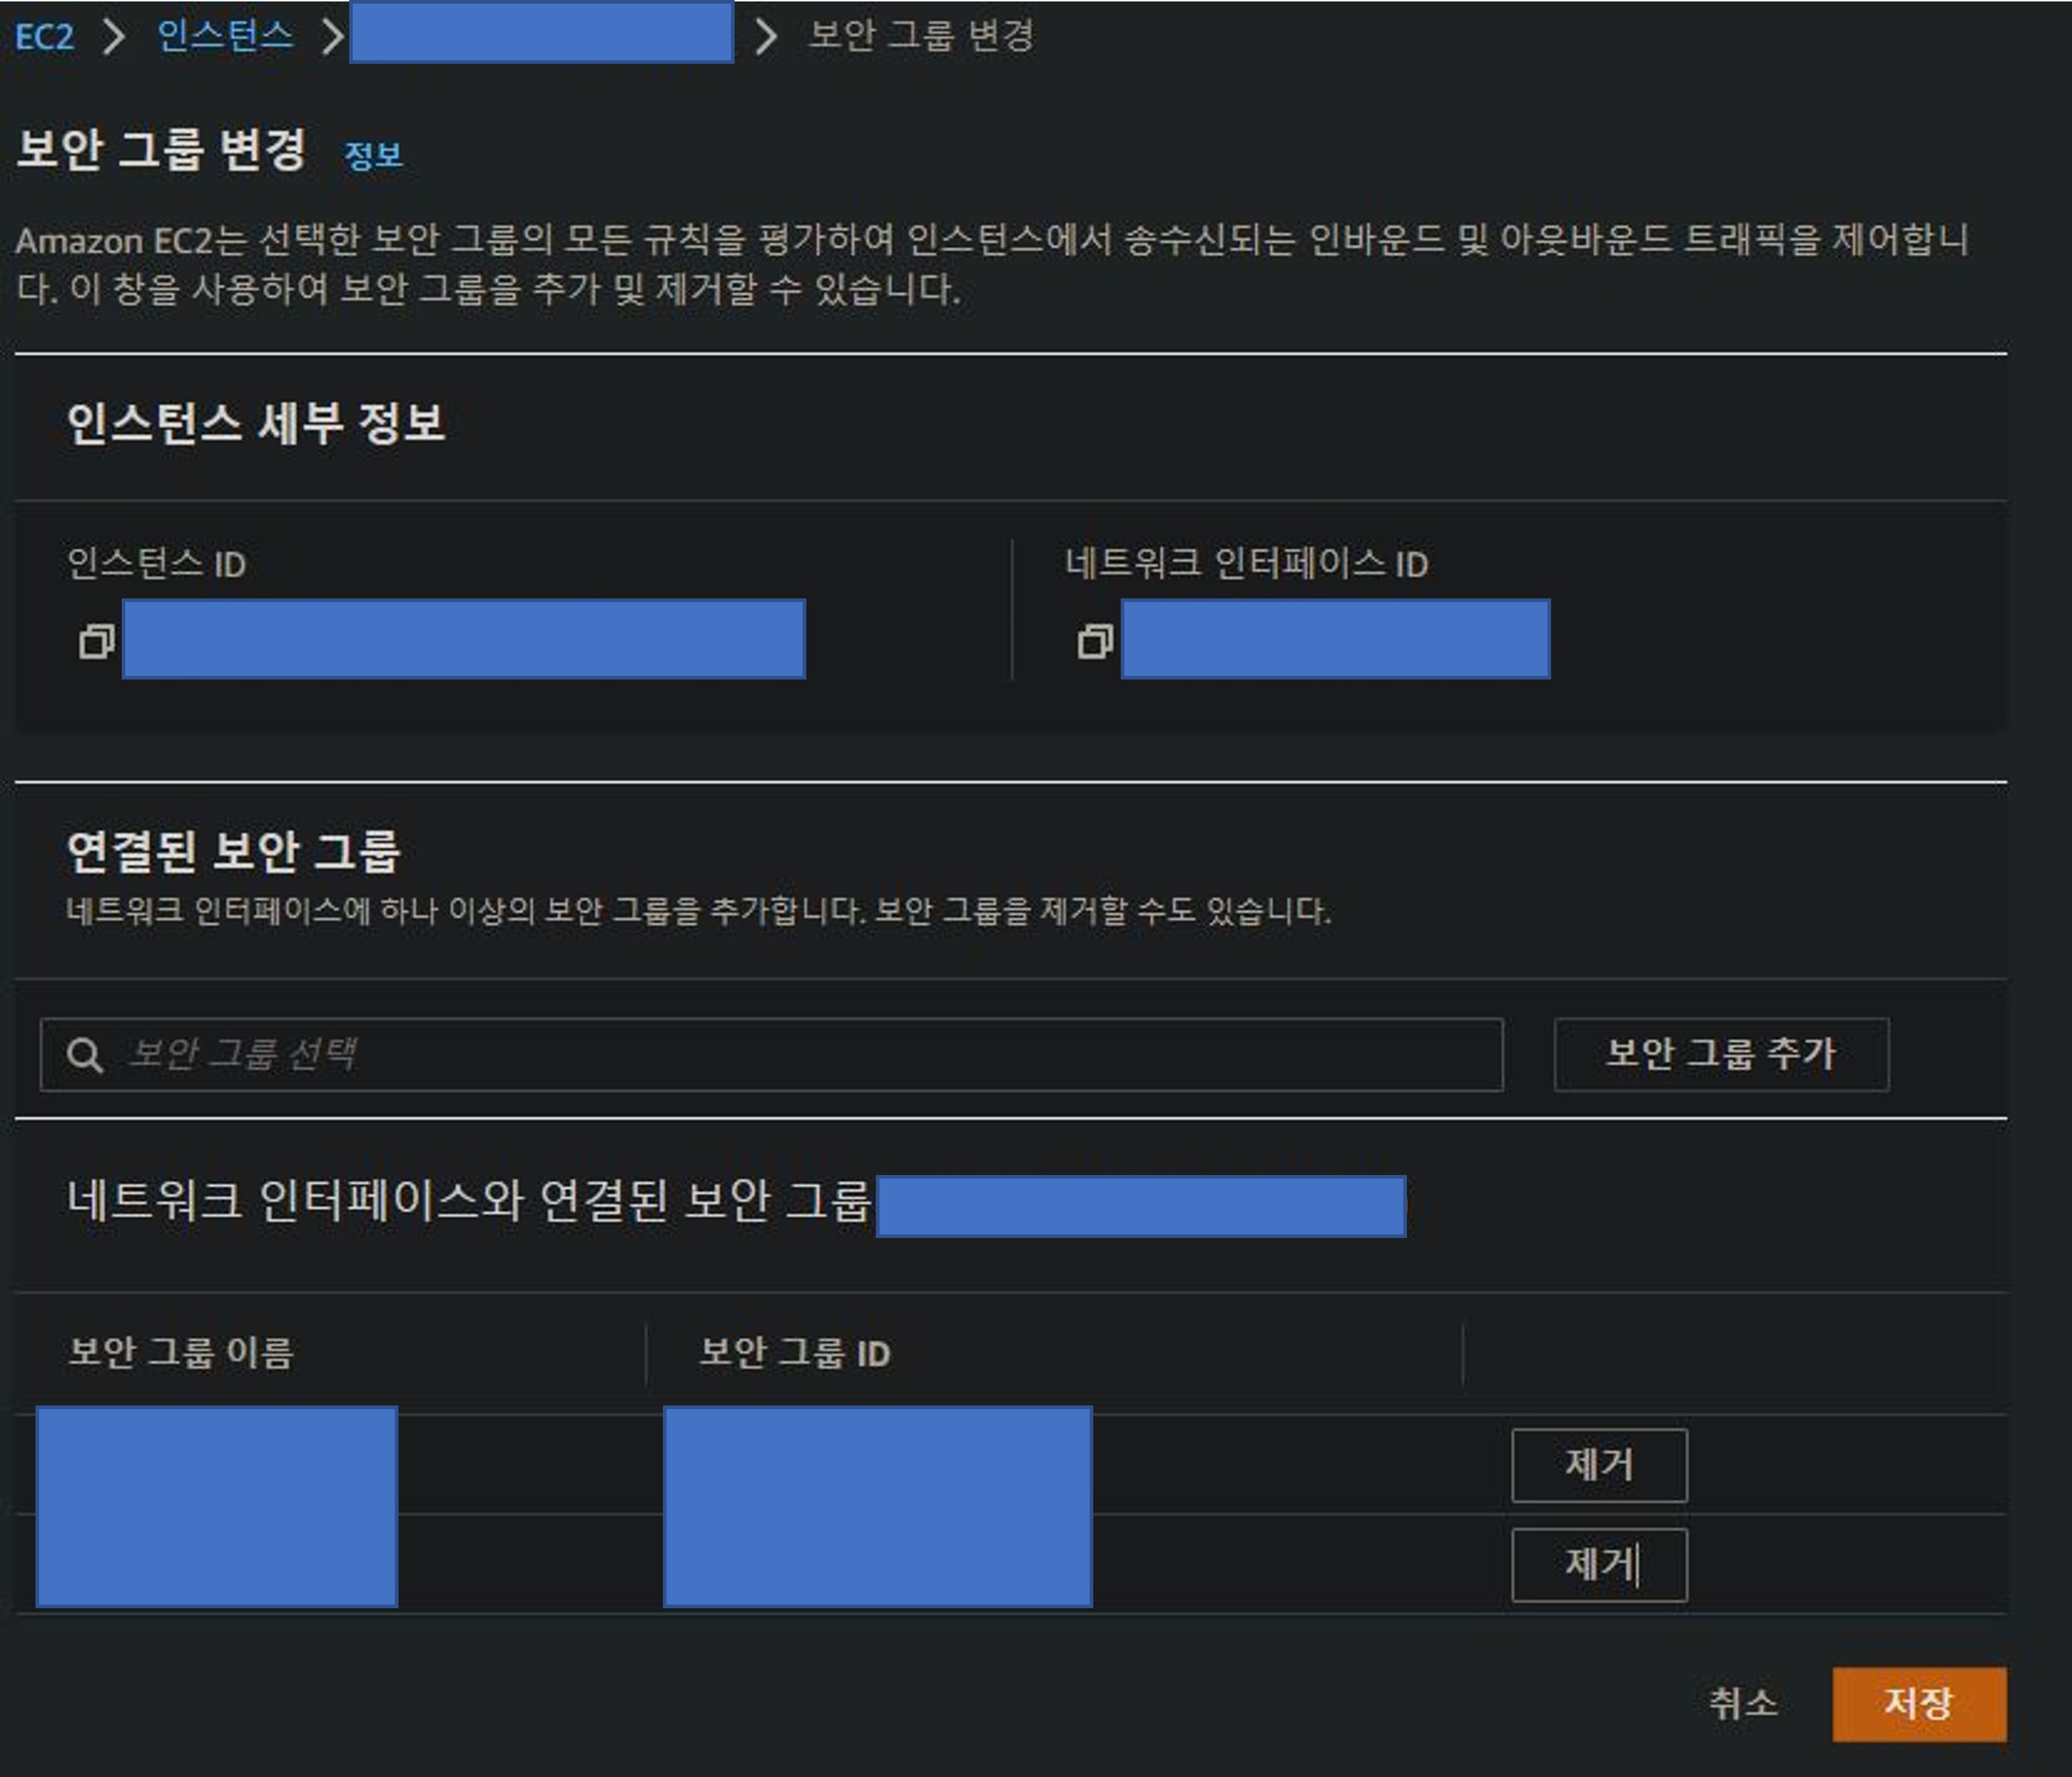 EC2 > 인스턴스 > > 보안 그룹 변경
보안 그룹 변경 정보
Amazon EC2는 선택한 보안 그룹의 모든 규칙을 평가하여 인스턴스에서 송수신되는 인바운드 및 아웃바운드 트래픽을 제어합니
다. 이 창을 사용하여 보안 그룹을 추가 및 제거할 수 있습니다.
인스턴스 세부 정보
인스턴스 ID
네트워크 인터페이스 ID
연결된 보안 그룹
네트워크 인터페이스에 하나 이상의 보안 그룹을 추가합니다. 보안 그룹을 제거할 수도 있습니다.
보안 그룹 선택
보안 그룹 추가
네트워크 인터페이스와 연결된 보안 그룹
보안 그룹 이름
보안 그룹 ID
제거
제거
취소
저장